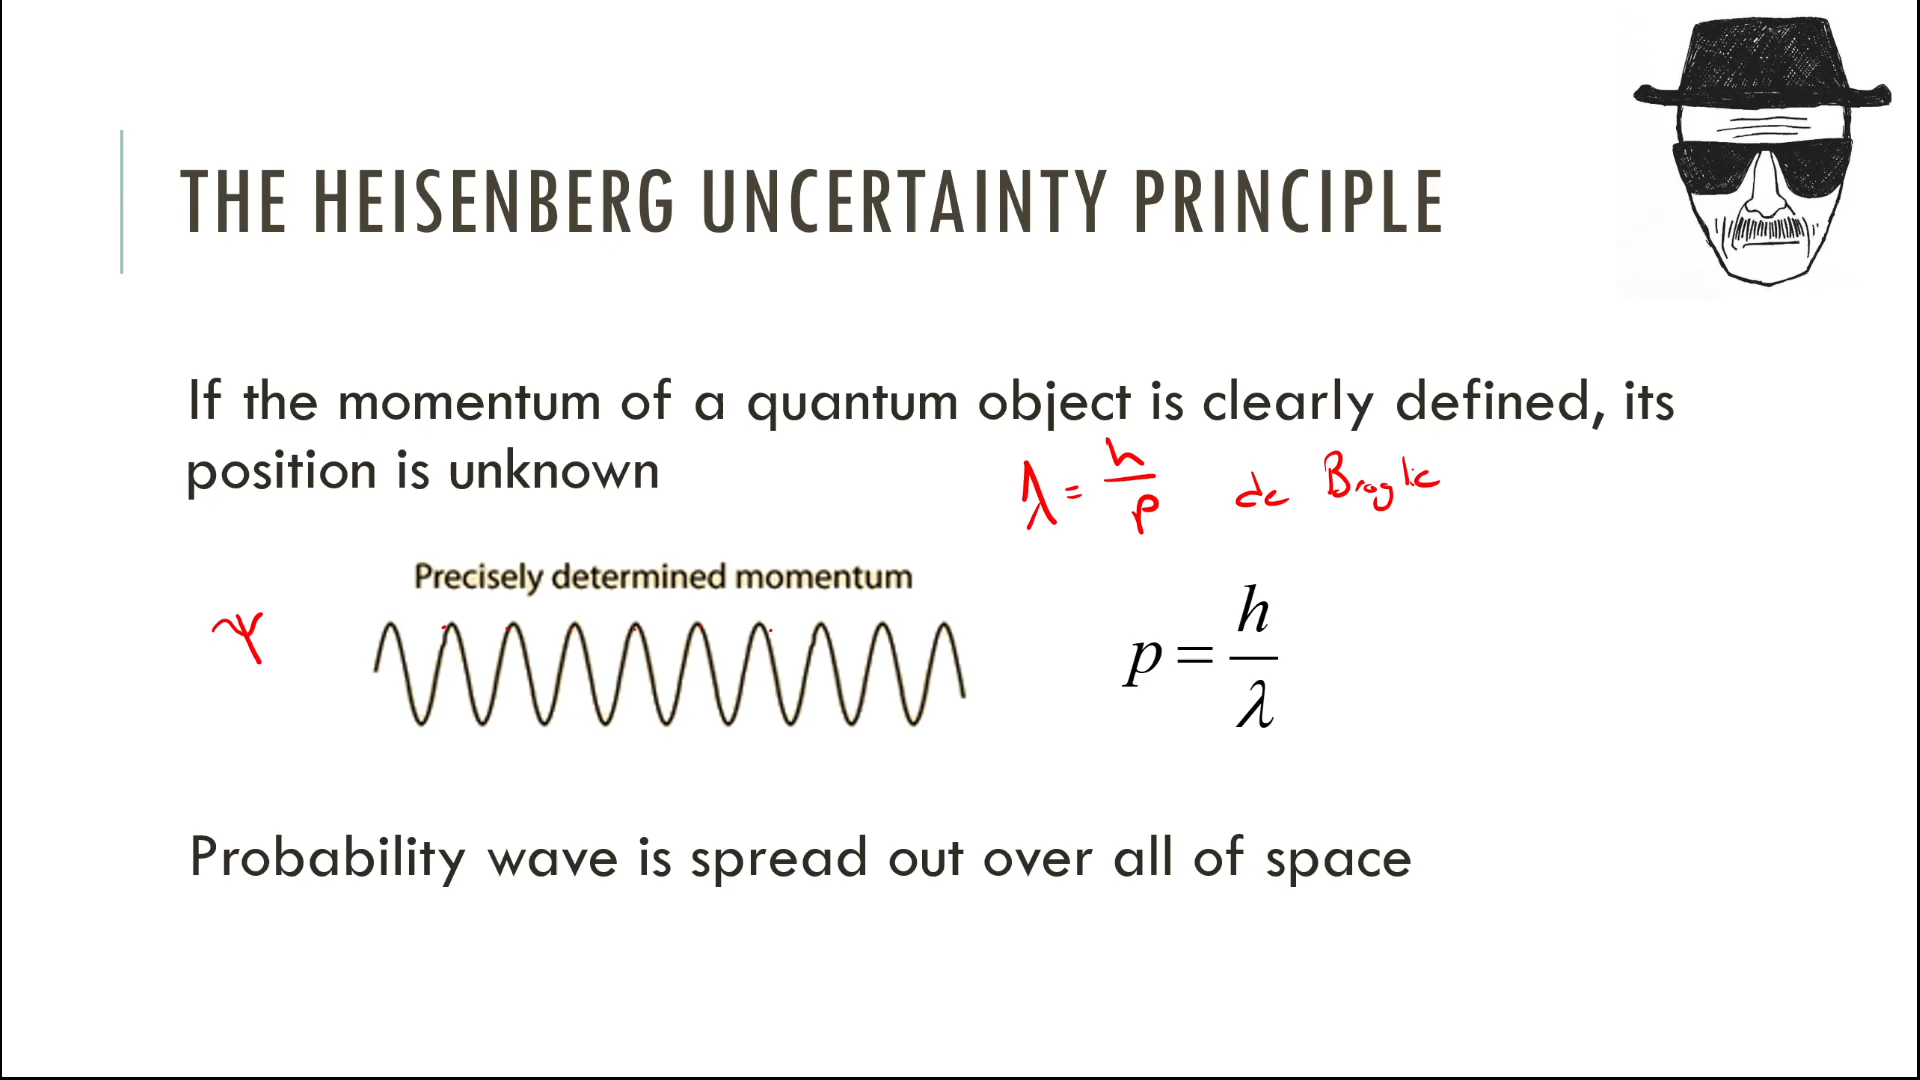 THE HEISENBERG UNCERTAINTY PRINCIPLE
If the momentum of a quantum object is clearly defined, its
position is unknown
λ = h/p de Broglie
Precisely determined momentum
Ψ
p = h/λ
Probability wave is spread out over all of space